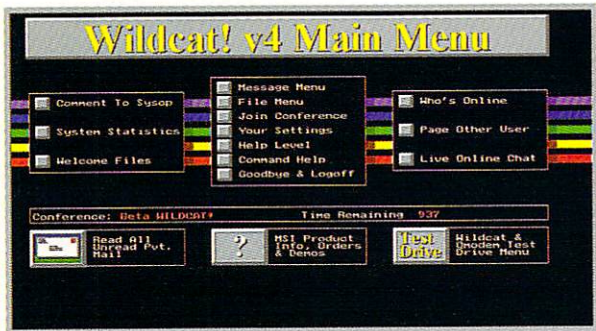 Wildcat! v4 Main Menu
Comment To Sysop
System Statistics
Welcome Files
Message Menu
File Menu
Join Conference
Your Settings
Help Level
Command Help
Goodbye & Logoff
Who's Online
Page Other User
Live Online Chat
Conference: Beta WILDCAT! Time Remaining 937
Read All
Unread Pvt.
Mail
?
MSI Product
Info, Orders
& Demos
Test
Drive
Wildcat &
Qmodem Test
Drive Menu